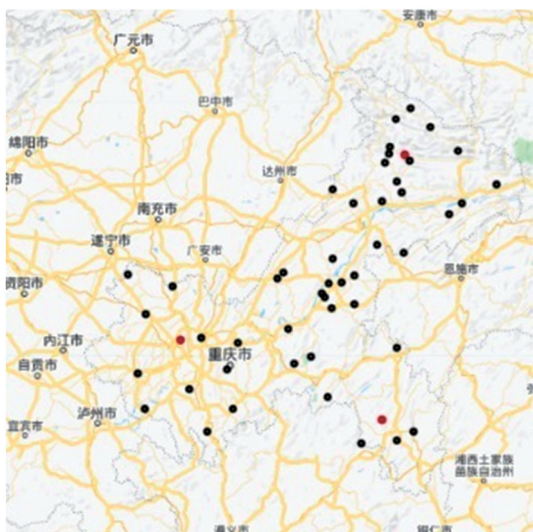 安康市
广元市
巴中市
绵阳市
达州市
南充市
遂宁市
广安市
恩施市
资阳市
内江市
重庆市
自贡市
泸州市
宜宾市
湘西土家族
苗族自治州